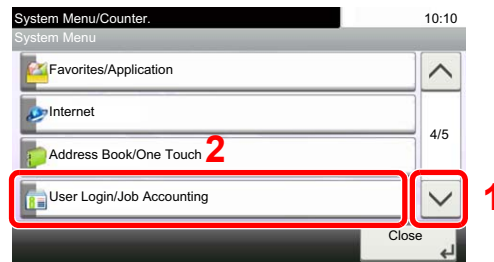 System Menu/Counter. 10:10
System Menu
Favorites/Application
Internet
4/5
Address Book/One Touch 2
User Login/Job Accounting 1
Close